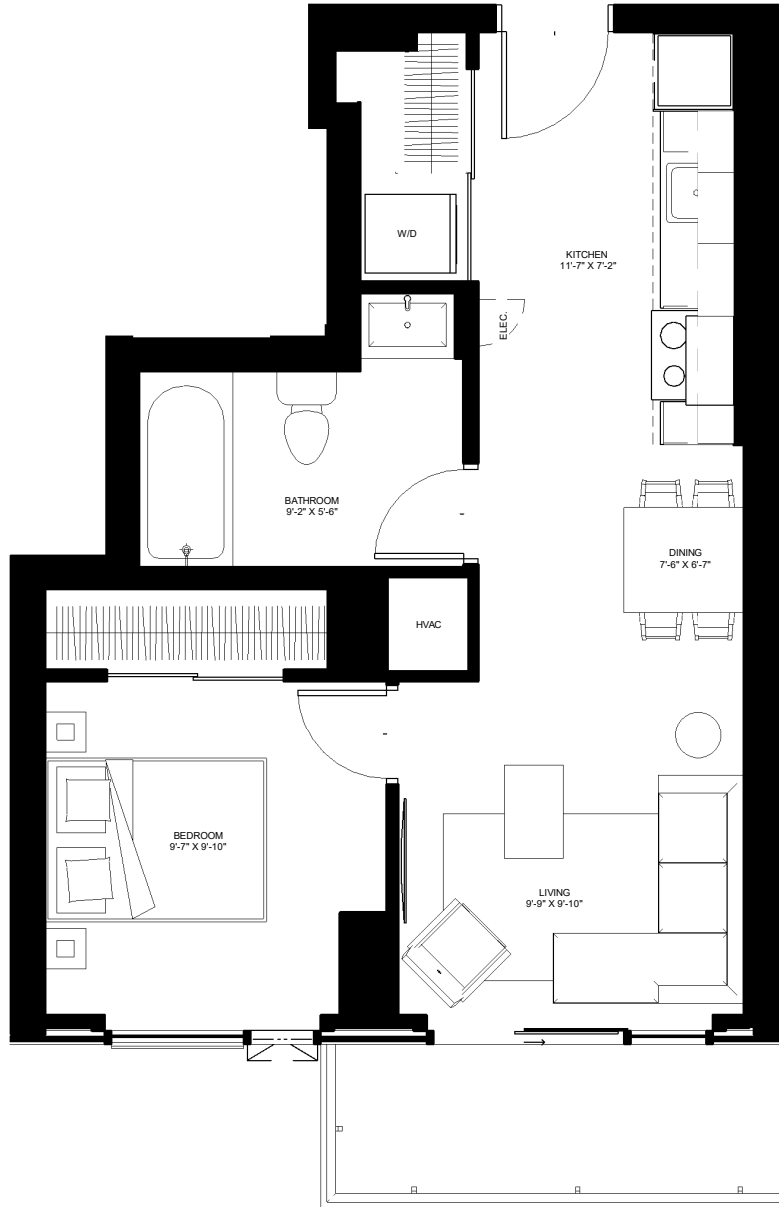 W/D
KITCHEN
11'-7" X 7'-2"
ELEC.
BATHROOM
9'-2" X 5'-6"
DINING
7'-6" X 6'-7"
HVAC
BEDROOM
9'-7" X 9'-10"
LIVING
9'-9" X 9'-10"